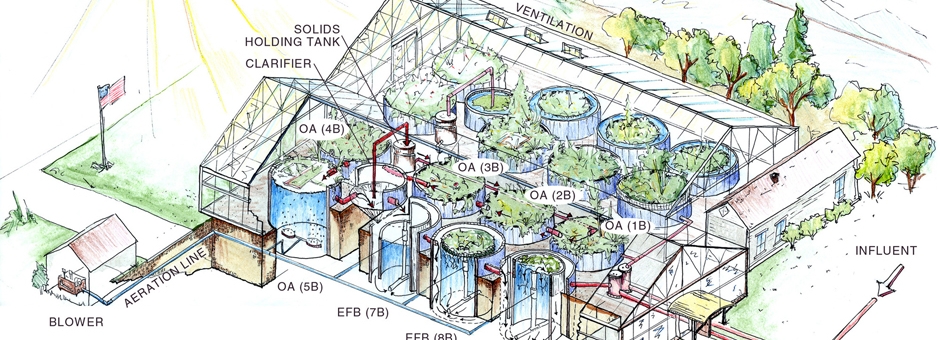 VENTILATION
SOLIDS
HOLDING TANK
CLARIFIER
OA (4B)
OA (3B)
OA (2B)
OA (1B)
INFLUENT
AERATION LINE
OA (5B)
BLOWER
EFB (7B)
EFB (8B)